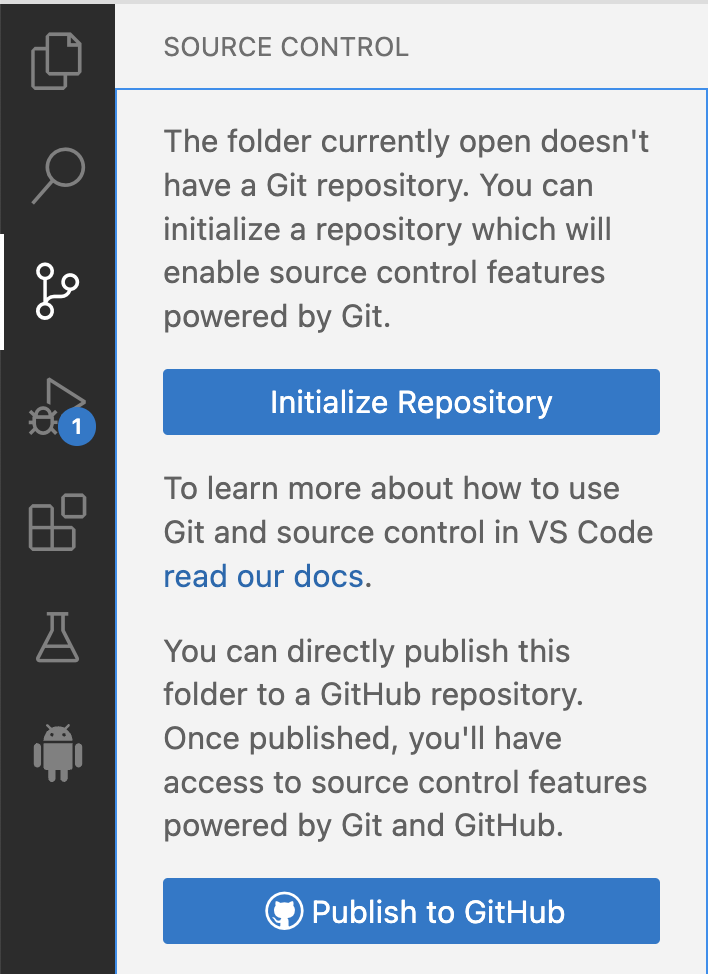 SOURCE CONTROL
The folder currently open doesn't
have a Git repository. You can
initialize a repository which will
enable source control features
powered by Git.
Initialize Repository
1
To learn more about how to use
Git and source control in VS Code
read our docs.
You can directly publish this
folder to a GitHub repository.
Once published, you'll have
access to source control features
powered by Git and GitHub.
Publish to GitHub